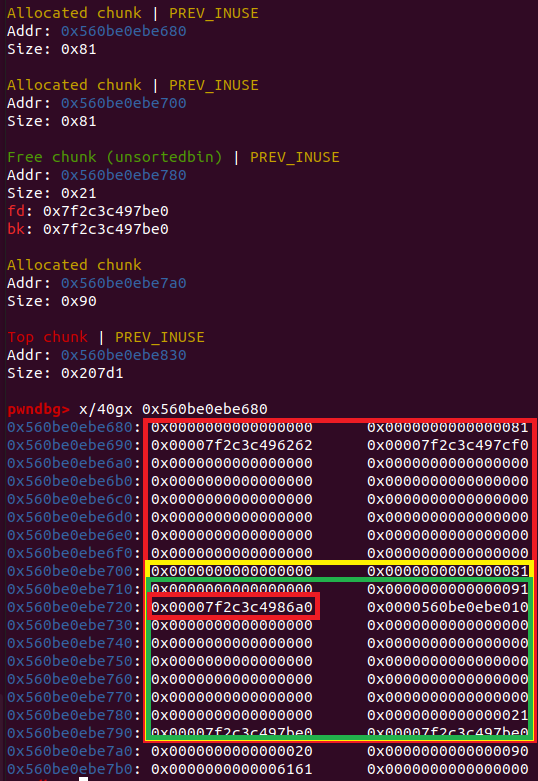 Allocated chunk | PREV_INUSE
Addr: 0x560be0ebe680
Size: 0x81
Allocated chunk | PREV_INUSE
Addr: 0x560be0ebe700
Size: 0x81
Free chunk (unsortedbin) | PREV_INUSE
Addr: 0x560be0ebe780
Size: 0x21
fd: 0x7f2c3c497be0
bk: 0x7f2c3c497be0
Allocated chunk
Addr: 0x560be0ebe7a0
Size: 0x90
Top chunk | PREV_INUSE
Addr: 0x560be0ebe830
Size: 0x207d1
pwndbg> x/40gx 0x560be0ebe680
0x560be0ebe680: 0x0000000000000000 0x0000000000000081
0x560be0ebe690: 0x00007f2c3c496262 0x00007f2c3c497cf0
0x560be0ebe6a0: 0x0000000000000000 0x0000000000000000
0x560be0ebe6b0: 0x0000000000000000 0x0000000000000000
0x560be0ebe6c0: 0x0000000000000000 0x0000000000000000
0x560be0ebe6d0: 0x0000000000000000 0x0000000000000000
0x560be0ebe6e0: 0x0000000000000000 0x0000000000000000
0x560be0ebe6f0: 0x0000000000000000 0x0000000000000000
0x560be0ebe700: 0x0000000000000000 0x0000000000000081
0x560be0ebe710: 0x0000000000000000 0x0000000000000091
0x560be0ebe720: 0x00007f2c3c4986a0 0x0000560be0ebe010
0x560be0ebe730: 0x0000000000000000 0x0000000000000000
0x560be0ebe740: 0x0000000000000000 0x0000000000000000
0x560be0ebe750: 0x0000000000000000 0x0000000000000000
0x560be0ebe760: 0x0000000000000000 0x0000000000000000
0x560be0ebe770: 0x0000000000000000 0x0000000000000000
0x560be0ebe780: 0x0000000000000000 0x0000000000000021
0x560be0ebe790: 0x00007f2c3c497be0 0x00007f2c3c497be0
0x560be0ebe7a0: 0x0000000000000020 0x0000000000000090
0x560be0ebe7b0: 0x0000000000006161 0x0000000000000000